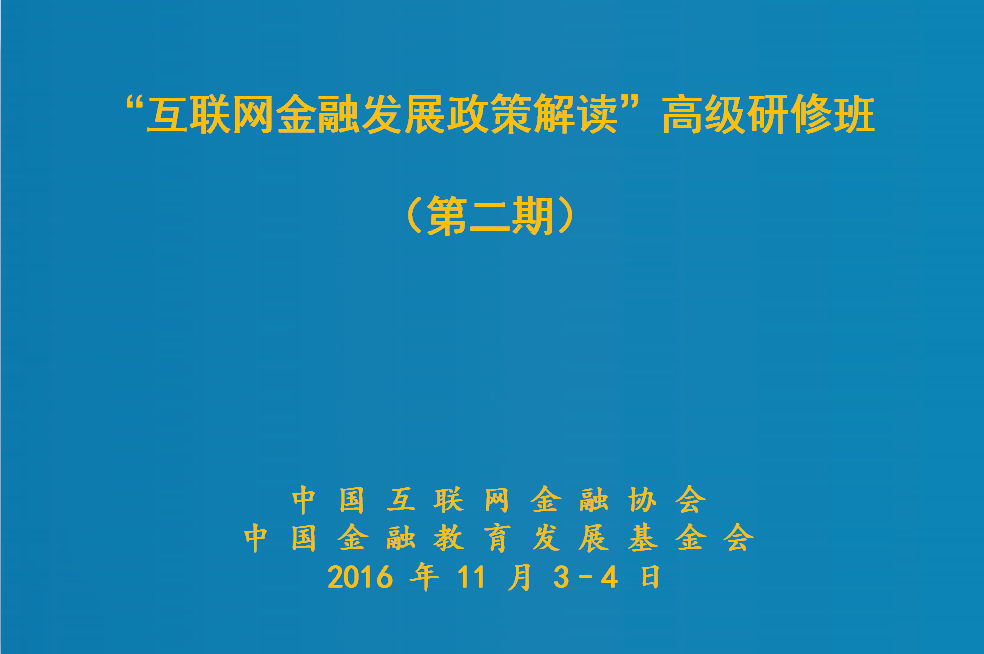 “互联网金融发展政策解读”高级研修班
（第二期）
中国互联网金融协会
中国金融教育发展基金会
2016 年 11 月 3-4 日